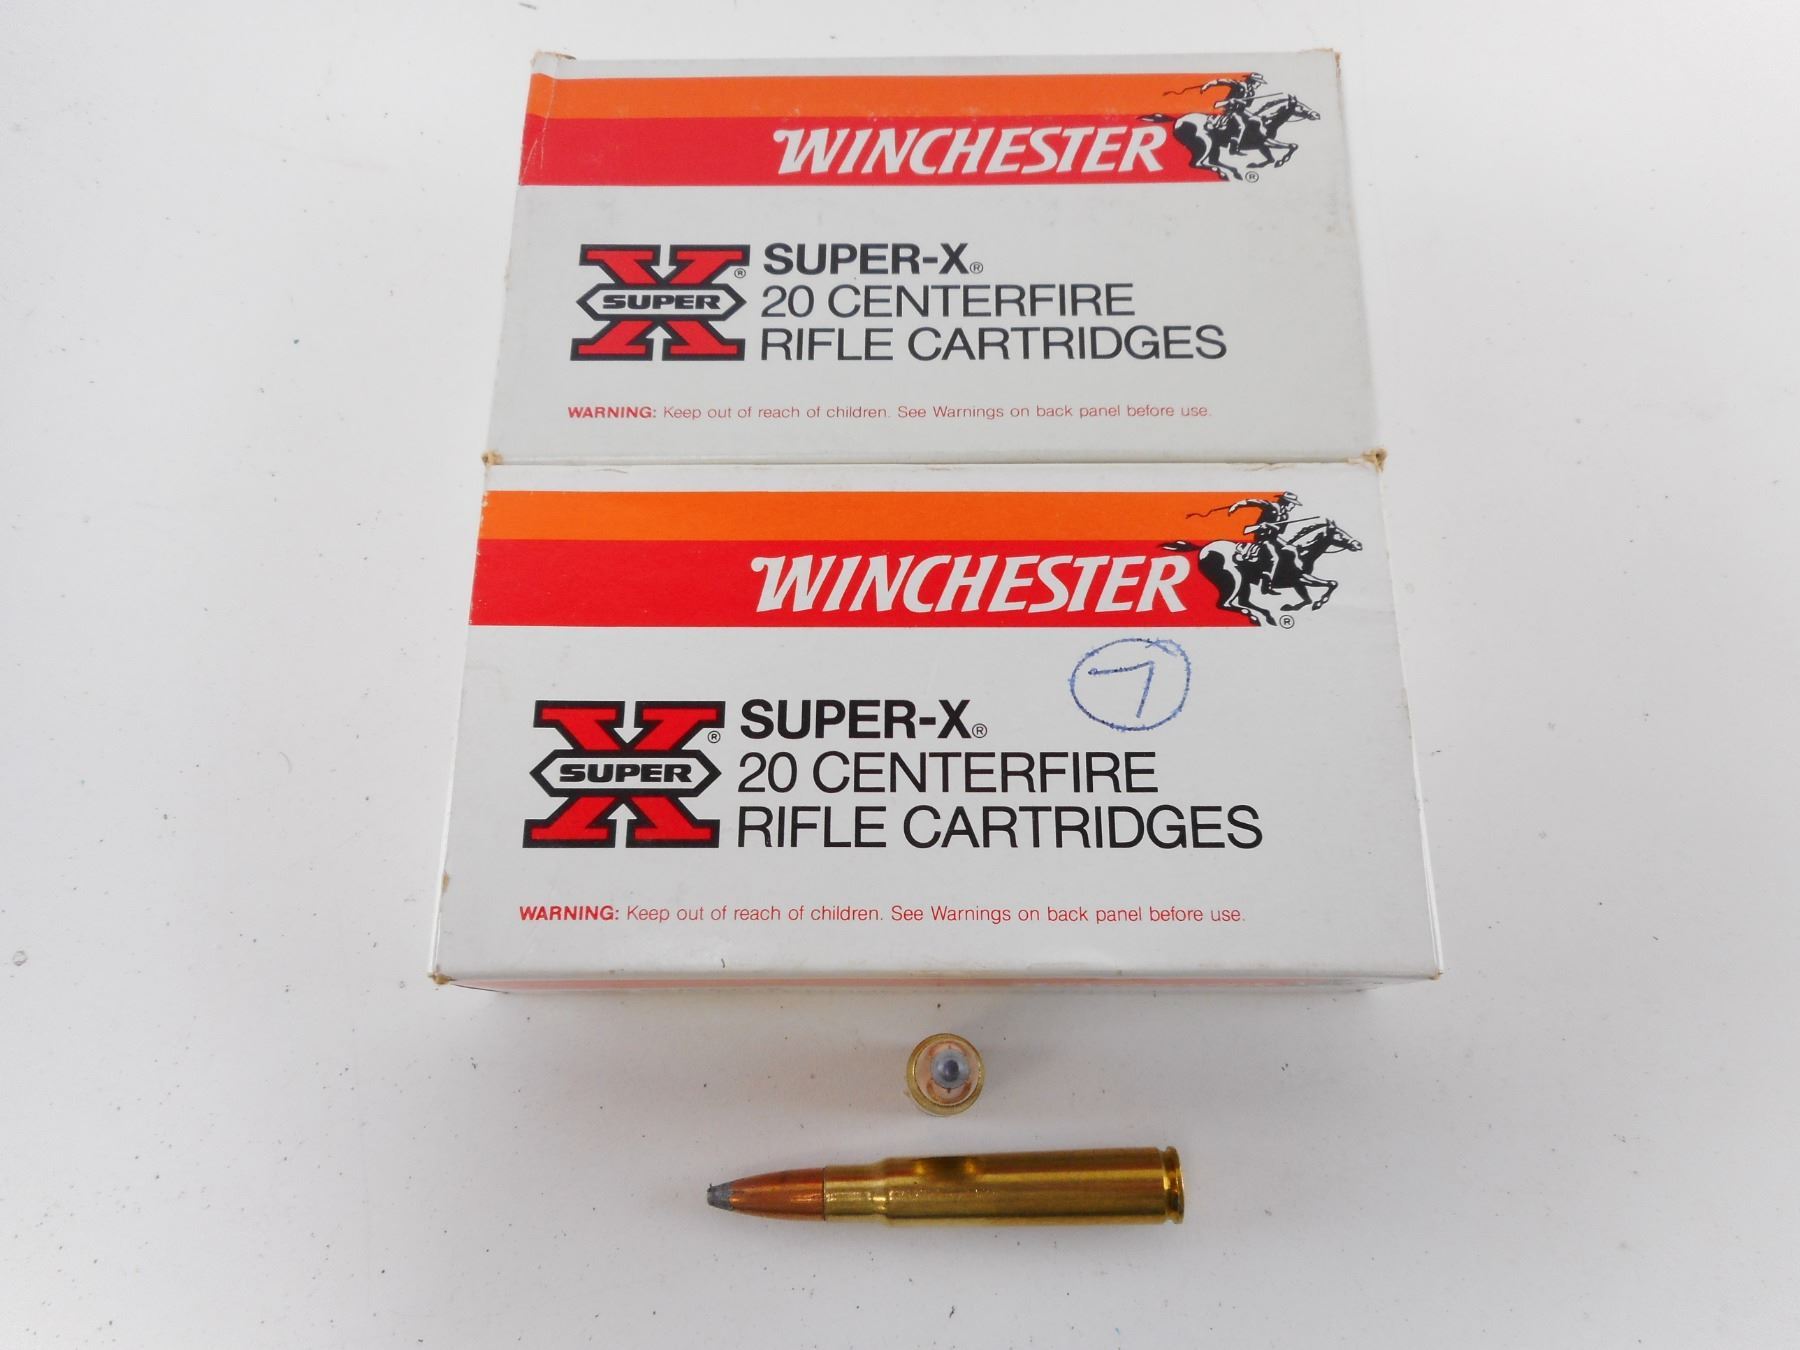 WINCHESTER®
X SUPER®
SUPER-X®
20 CENTERFIRE
RIFLE CARTRIDGES
WARNING: Keep out of reach of children. See Warnings on back panel before use.
WINCHESTER®
7
X SUPER®
SUPER-X®
20 CENTERFIRE
RIFLE CARTRIDGES
WARNING: Keep out of reach of children. See Warnings on back panel before use.